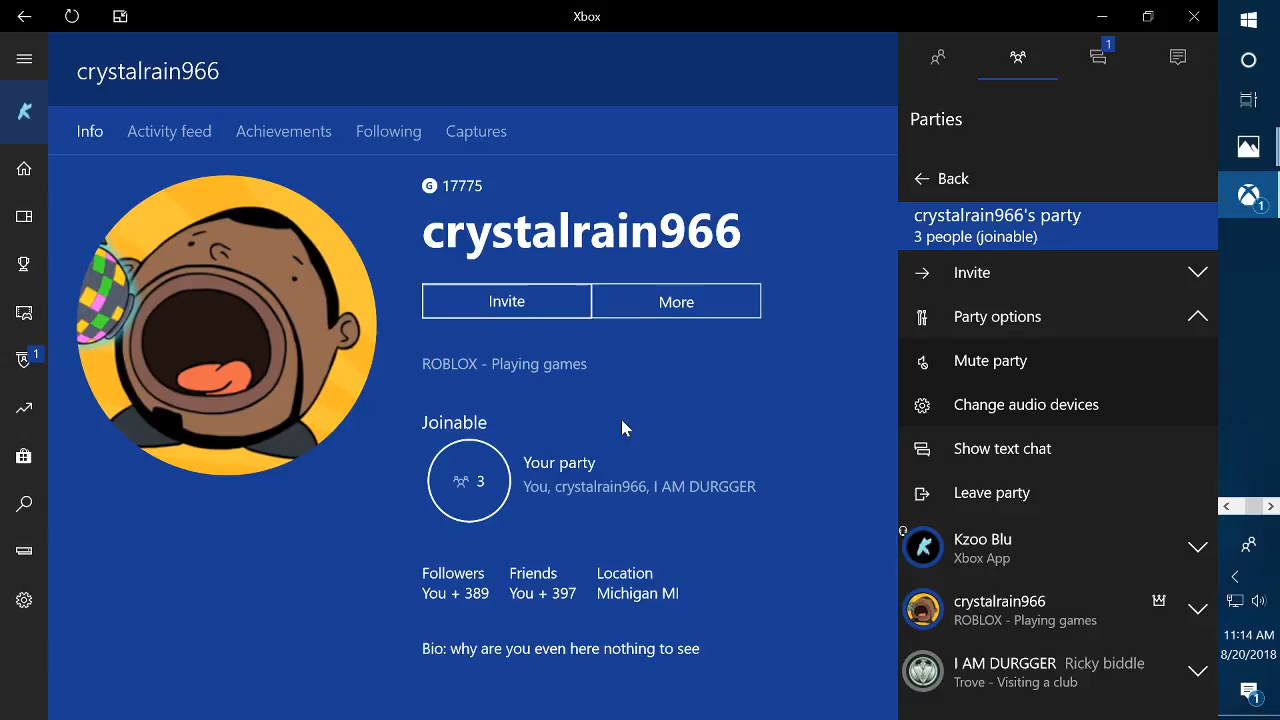 Xbox
crystalrain966
Info Activity feed Achievements Following Captures
G 17775
crystalrain966
Invite More
ROBLOX - Playing games
Joinable
3
Your party
You, crystalrain966, I AM DURGGER
Followers Friends Location
You + 389 You + 397 Michigan MI
Bio: why are you even here nothing to see
1
1
Parties
Back
crystalrain966's party
3 people (joinable)
Invite
Party options
Mute party
Change audio devices
Show text chat
Leave party
Kzoo Blu
Xbox App
crystalrain966
ROBLOX - Playing games
I AM DURGGER Ricky biddle
Trove - Visiting a club
1
11:14 AM
8/20/2018
1